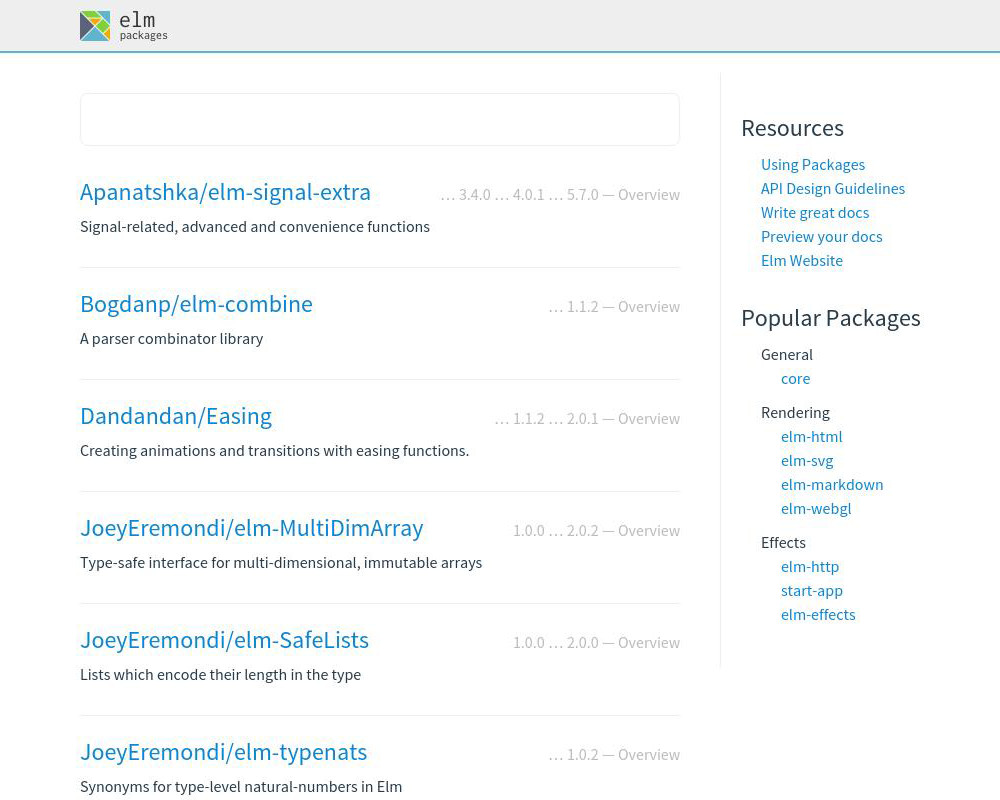 elm
packages
Apanatshka/elm-signal-extra … 3.4.0 … 4.0.1 … 5.7.0 — Overview
Signal-related, advanced and convenience functions
Bogdanp/elm-combine … 1.1.2 — Overview
A parser combinator library
Dandandan/Easing … 1.1.2 … 2.0.1 — Overview
Creating animations and transitions with easing functions.
JoeyEremondi/elm-MultiDimArray 1.0.0 … 2.0.2 — Overview
Type-safe interface for multi-dimensional, immutable arrays
JoeyEremondi/elm-SafeLists 1.0.0 … 2.0.0 — Overview
Lists which encode their length in the type
JoeyEremondi/elm-typenats … 1.0.2 — Overview
Synonyms for type-level natural-numbers in Elm
Resources
Using Packages
API Design Guidelines
Write great docs
Preview your docs
Elm Website
Popular Packages
General
core
Rendering
elm-html
elm-svg
elm-markdown
elm-webgl
Effects
elm-http
start-app
elm-effects